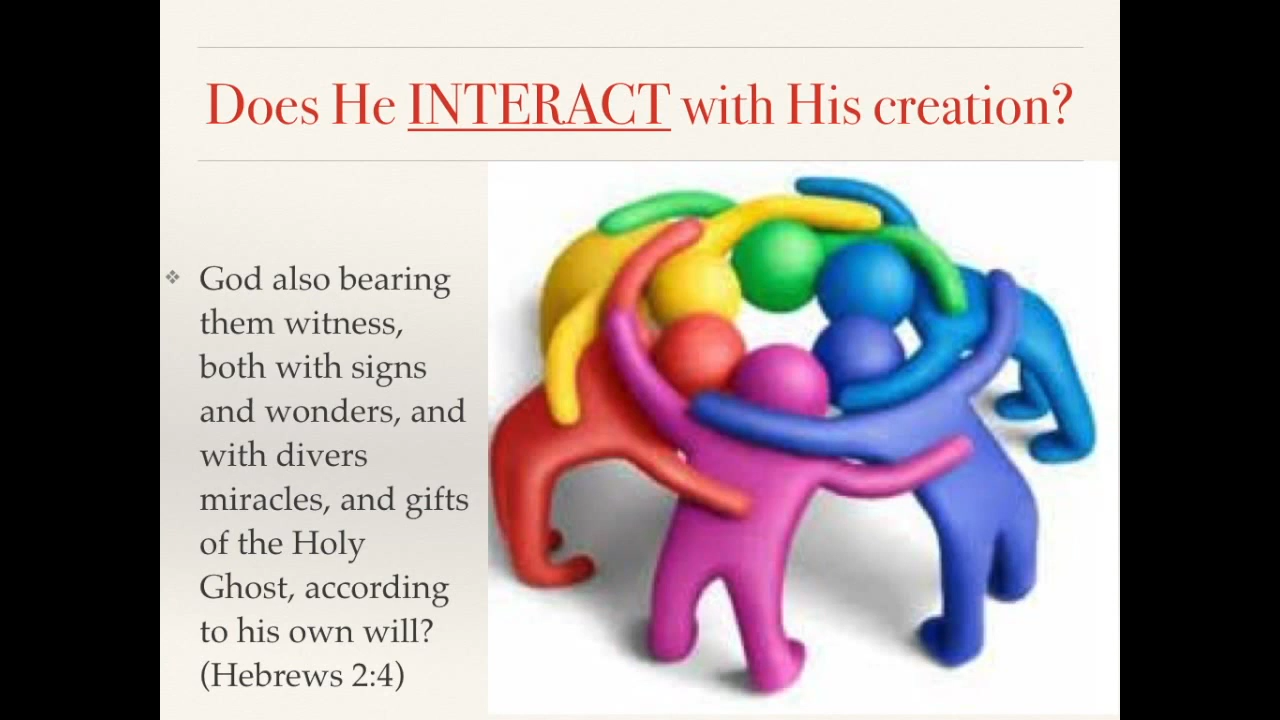 Does He INTERACT with His creation?
God also bearing
them witness,
both with signs
and wonders, and
with divers
miracles, and gifts
of the Holy
Ghost, according
to his own will?
(Hebrews 2:4)